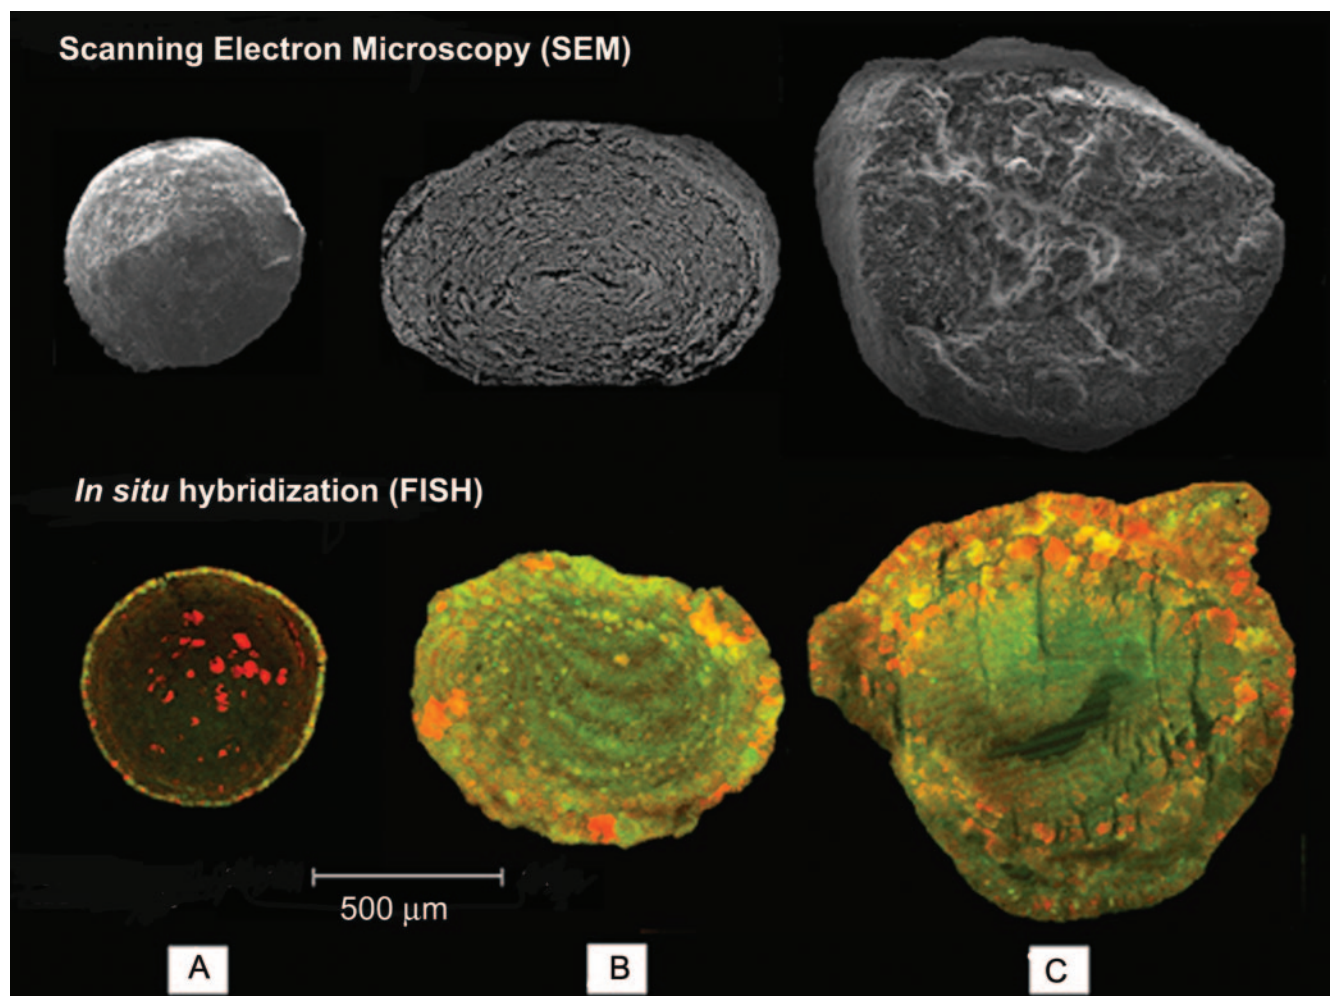 Scanning Electron Microscopy (SEM)
In situ hybridization (FISH)
500 μm
A
B
C